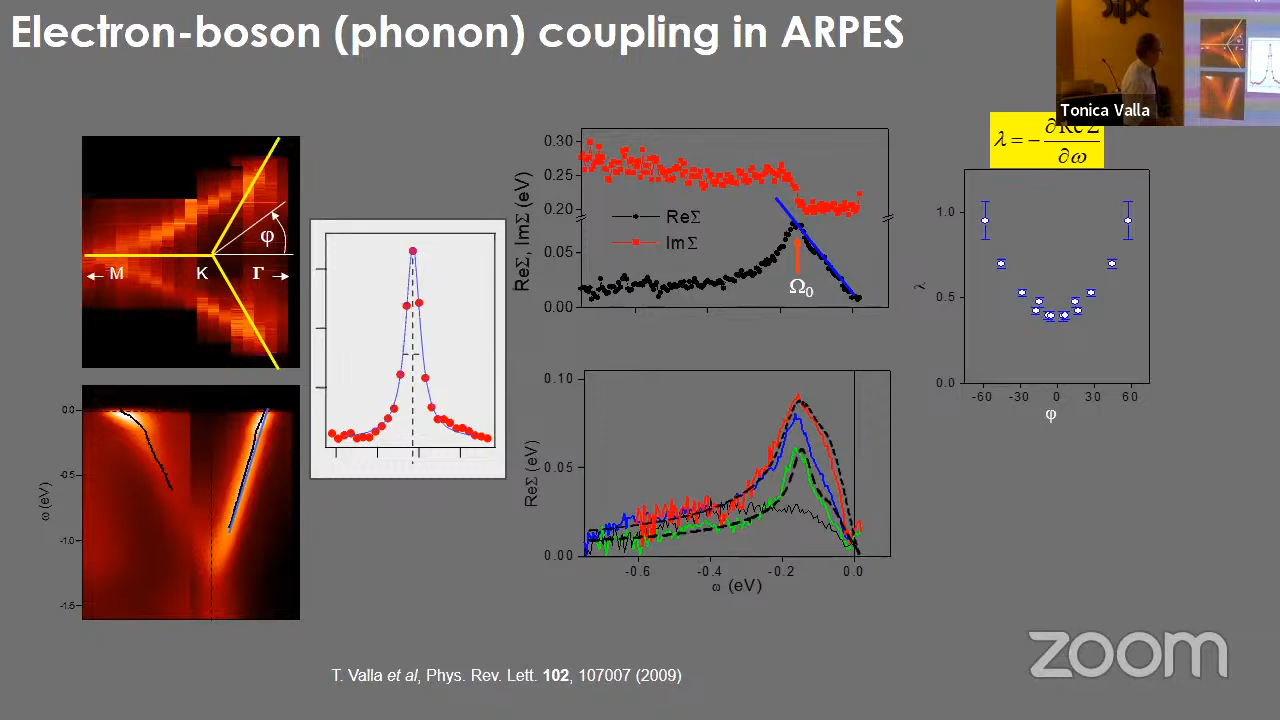 Electron-boson (phonon) coupling in ARPES
Tonica Valla
λ = − ∂ReΣ
∂ω
φ
M
K
Γ
0.0
-0.5
-1.0
-1.5
ω (eV)
0.30
0.25
0.20
0.05
0.00
ReΣ, ImΣ (eV)
ReΣ
ImΣ
Ω₀
0.10
0.05
0.00
ReΣ (eV)
-0.6 -0.4 -0.2 0.0
ω (eV)
1.0
0.5
0.0
λ
-60 -30 0 30 60
φ
T. Valla et al, Phys. Rev. Lett. 102, 107007 (2009)
zoom